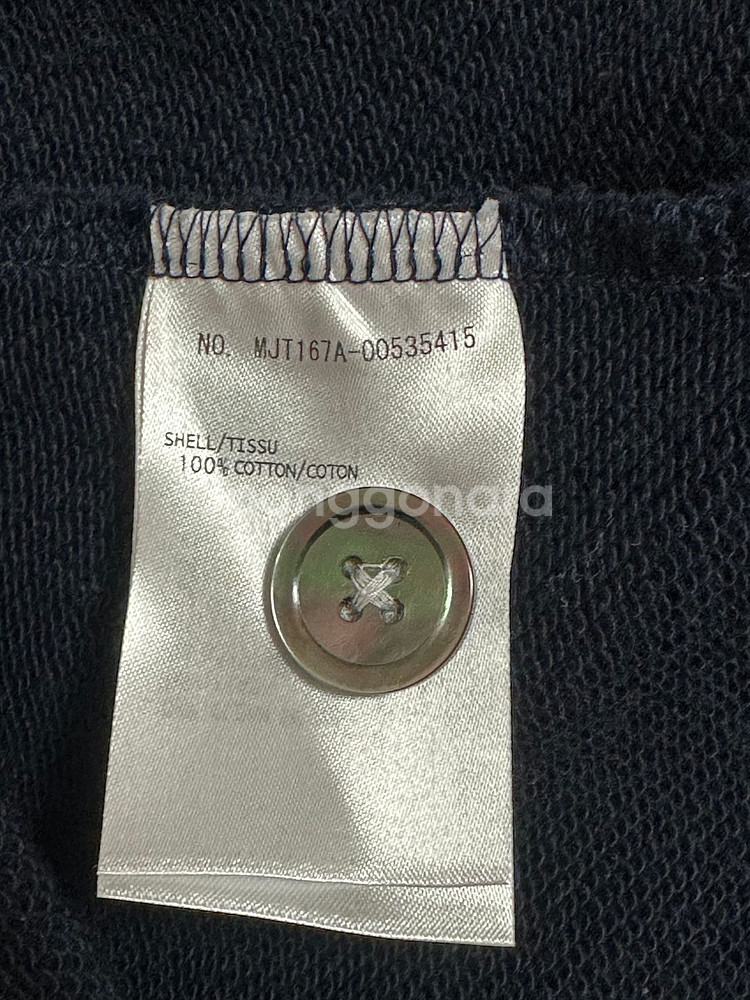 NO. MJT167A-00535415
SHELL/TISSU
100% COTTON/COTON